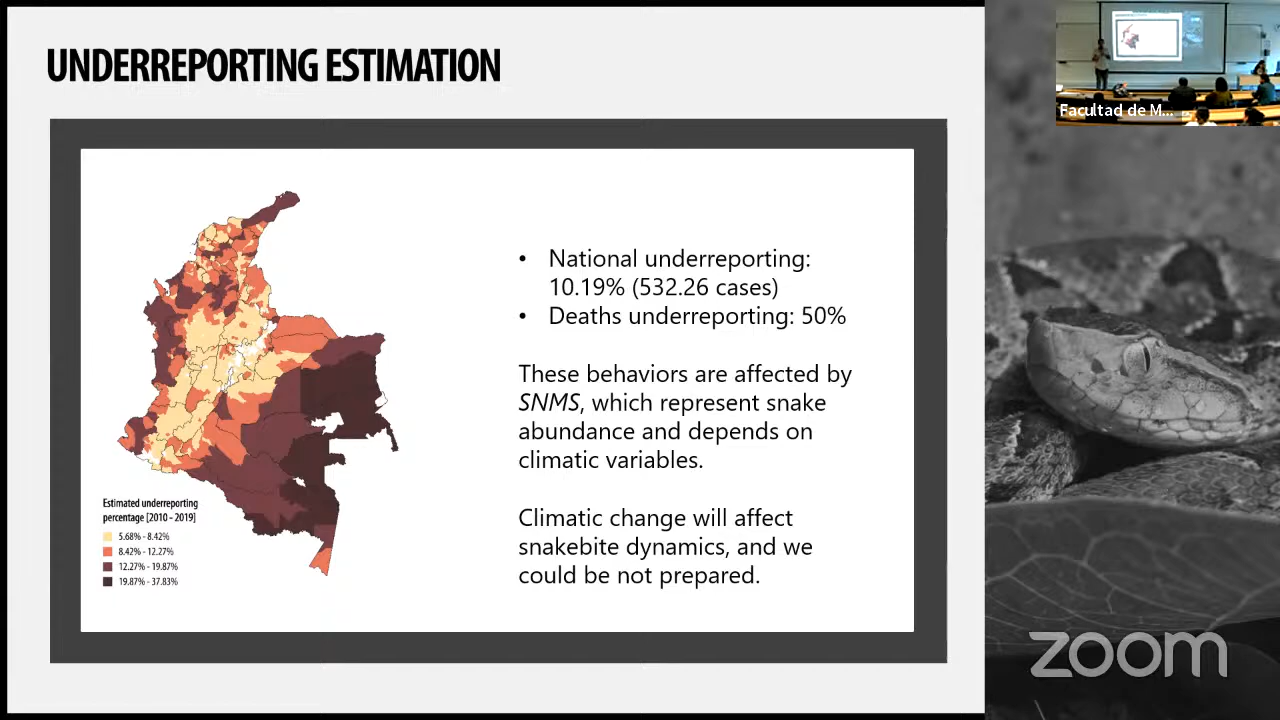 UNDERREPORTING ESTIMATION
• National underreporting:
10.19% (532.26 cases)
• Deaths underreporting: 50%
These behaviors are affected by
SNMS, which represent snake
abundance and depends on
climatic variables.
Climatic change will affect
snakebite dynamics, and we
could be not prepared.
Estimated underreporting
percentage [2010 - 2019]
5.68% - 8.42%
8.42% - 12.27%
12.27% - 19.87%
19.87% - 37.83%
Facultad de M...
zoom